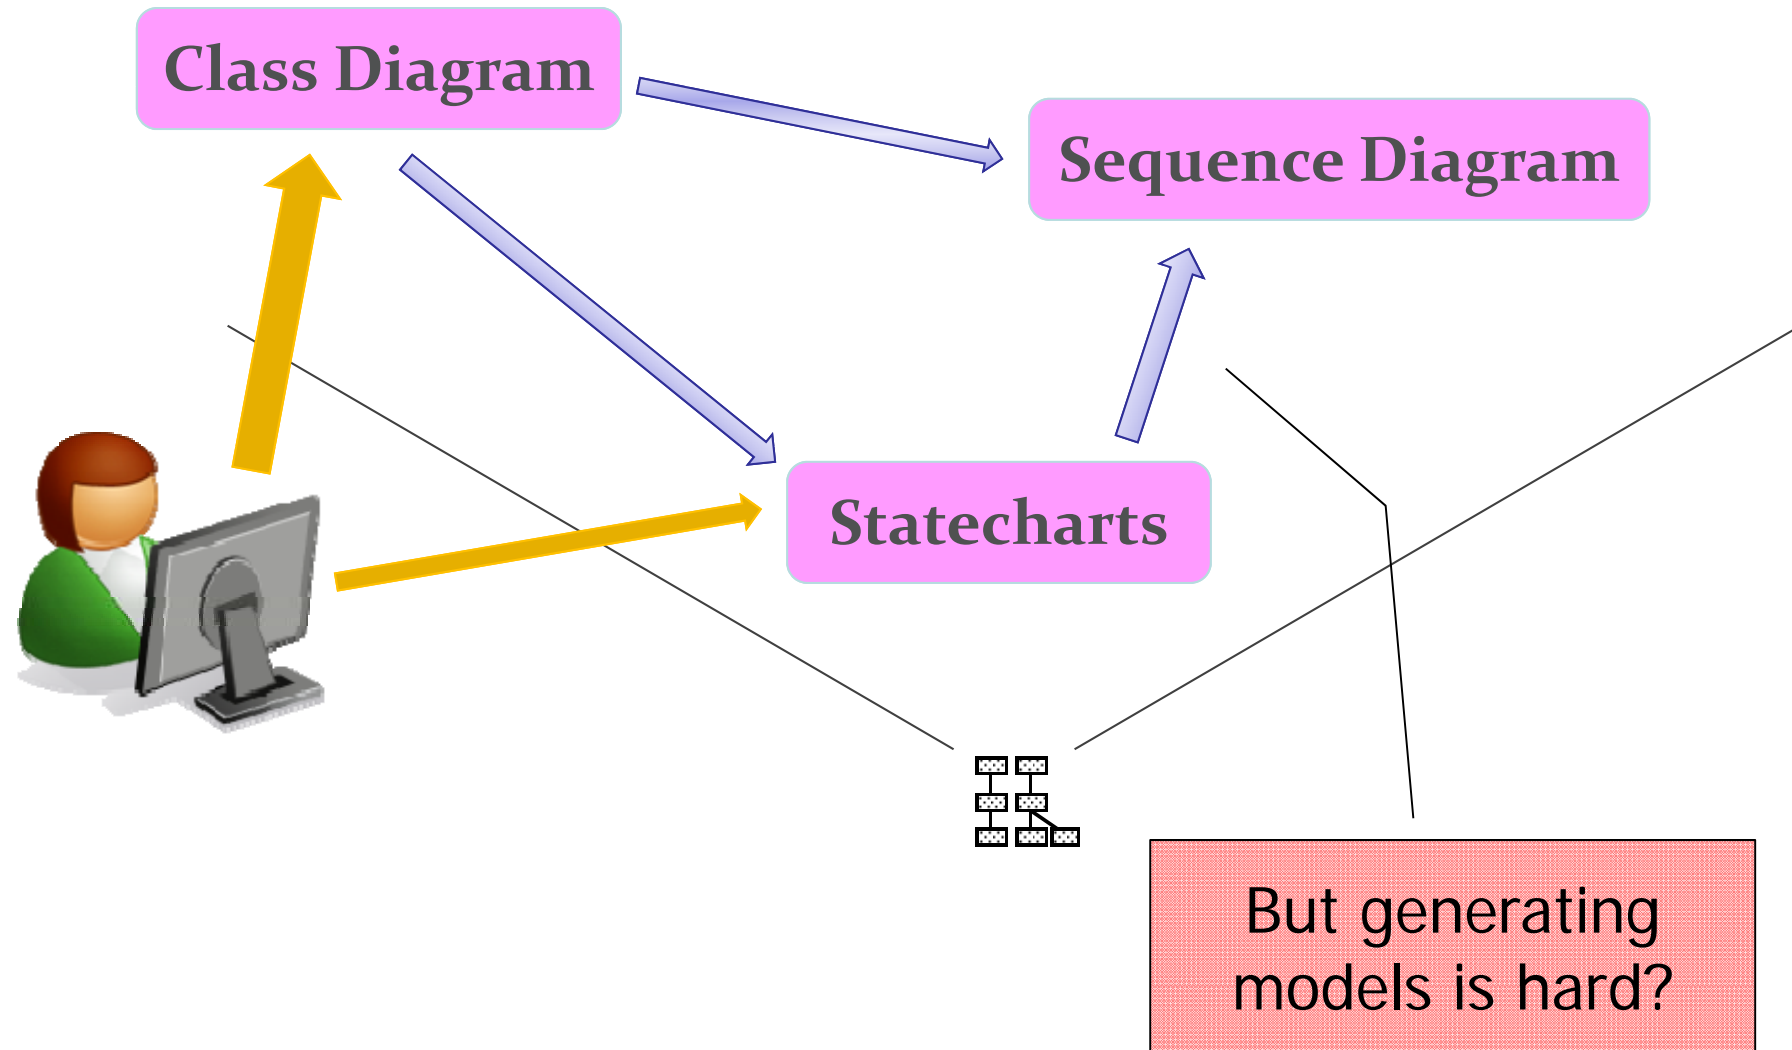 Class Diagram
Sequence Diagram
Statecharts
But generating
models is hard?